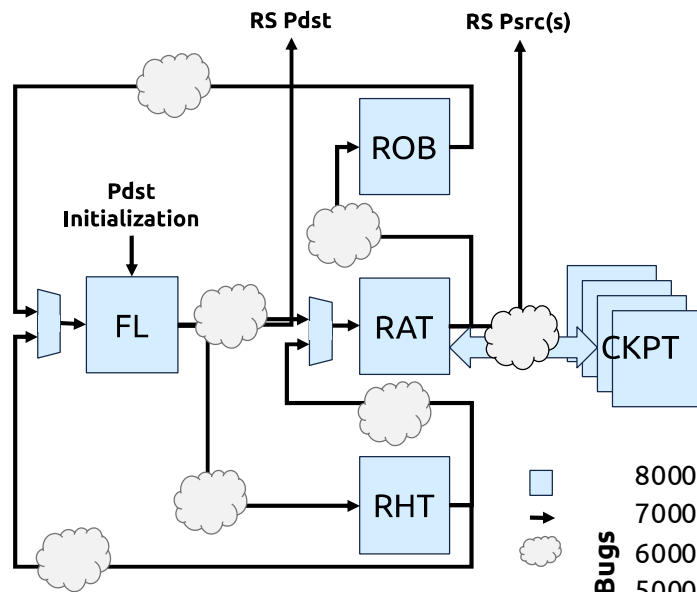 RS Pdst
RS Psrc(s)
ROB
Pdst
Initialization
FL
RAT
CKPT
RHT
8000
7000
6000
5000
Bugs